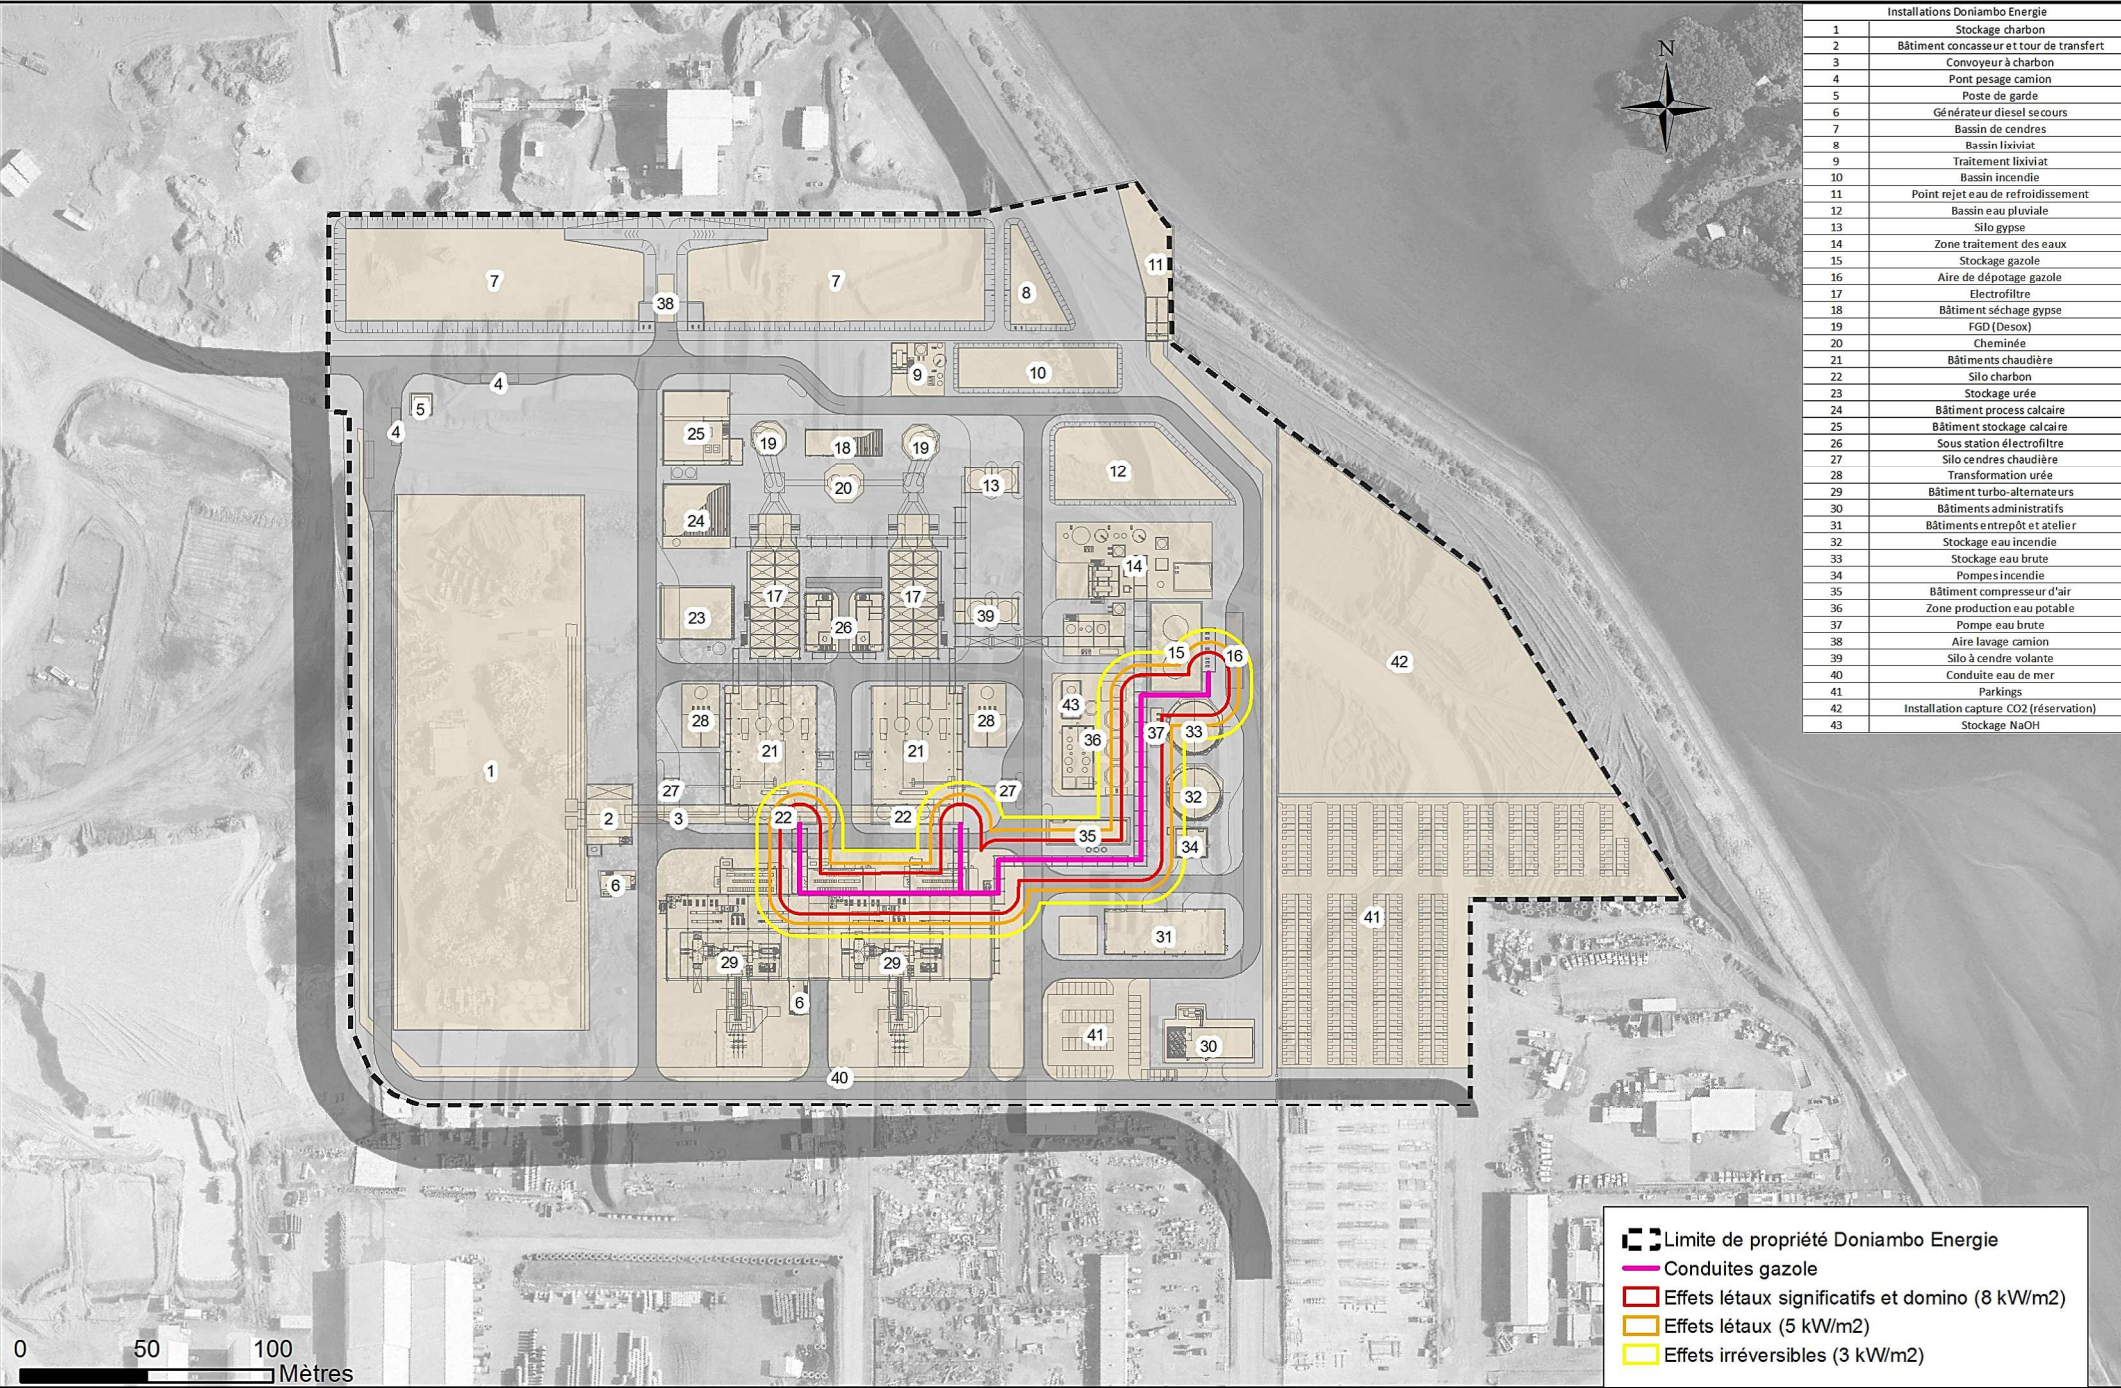 Installations Doniambo Energie
1 Stockage charbon
2 Bâtiment concasseur et tour de transfert
3 Convoyeur à charbon
4 Pont pesage camion
5 Poste de garde
6 Générateur diesel secours
7 Bassin de cendres
8 Bassin lixiviat
9 Traitement lixiviat
10 Bassin incendie
11 Point rejet eau de refroidissement
12 Bassin eau pluviale
13 Silo gypse
14 Zone traitement des eaux
15 Stockage gazole
16 Aire de dépotage gazole
17 Electrofiltre
18 Bâtiment séchage gypse
19 FGD (Desox)
20 Cheminée
21 Bâtiments chaudière
22 Silo charbon
23 Stockage urée
24 Bâtiment process calcaire
25 Bâtiment stockage calcaire
26 Sous station électrofiltre
27 Silo cendres chaudière
28 Transformation urée
29 Bâtiment turbo-alternateurs
30 Bâtiments administratifs
31 Bâtiments entrepôt et atelier
32 Stockage eau incendie
33 Stockage eau brute
34 Pompes incendie
35 Bâtiment compresseur d'air
36 Zone production eau potable
37 Pompe eau brute
38 Aire lavage camion
39 Silo à cendre volante
40 Conduite eau de mer
41 Parkings
42 Installation capture CO2 (réservation)
43 Stockage NaOH
N
11
7 7 8
38
9 10
4
5
4
25 19 18 19
12
20 13
24
14
17 17
23 26 39
15 16
42
43
28 28
36 37 33
21 21
1
27 27
32
2 3 22 22
35
34
6
41
31
29 29
6
41
30
40
Limite de propriété Doniambo Energie
Conduites gazole
Effets létaux significatifs et domino (8 kW/m2)
Effets létaux (5 kW/m2)
Effets irréversibles (3 kW/m2)
0 50 100
Mètres